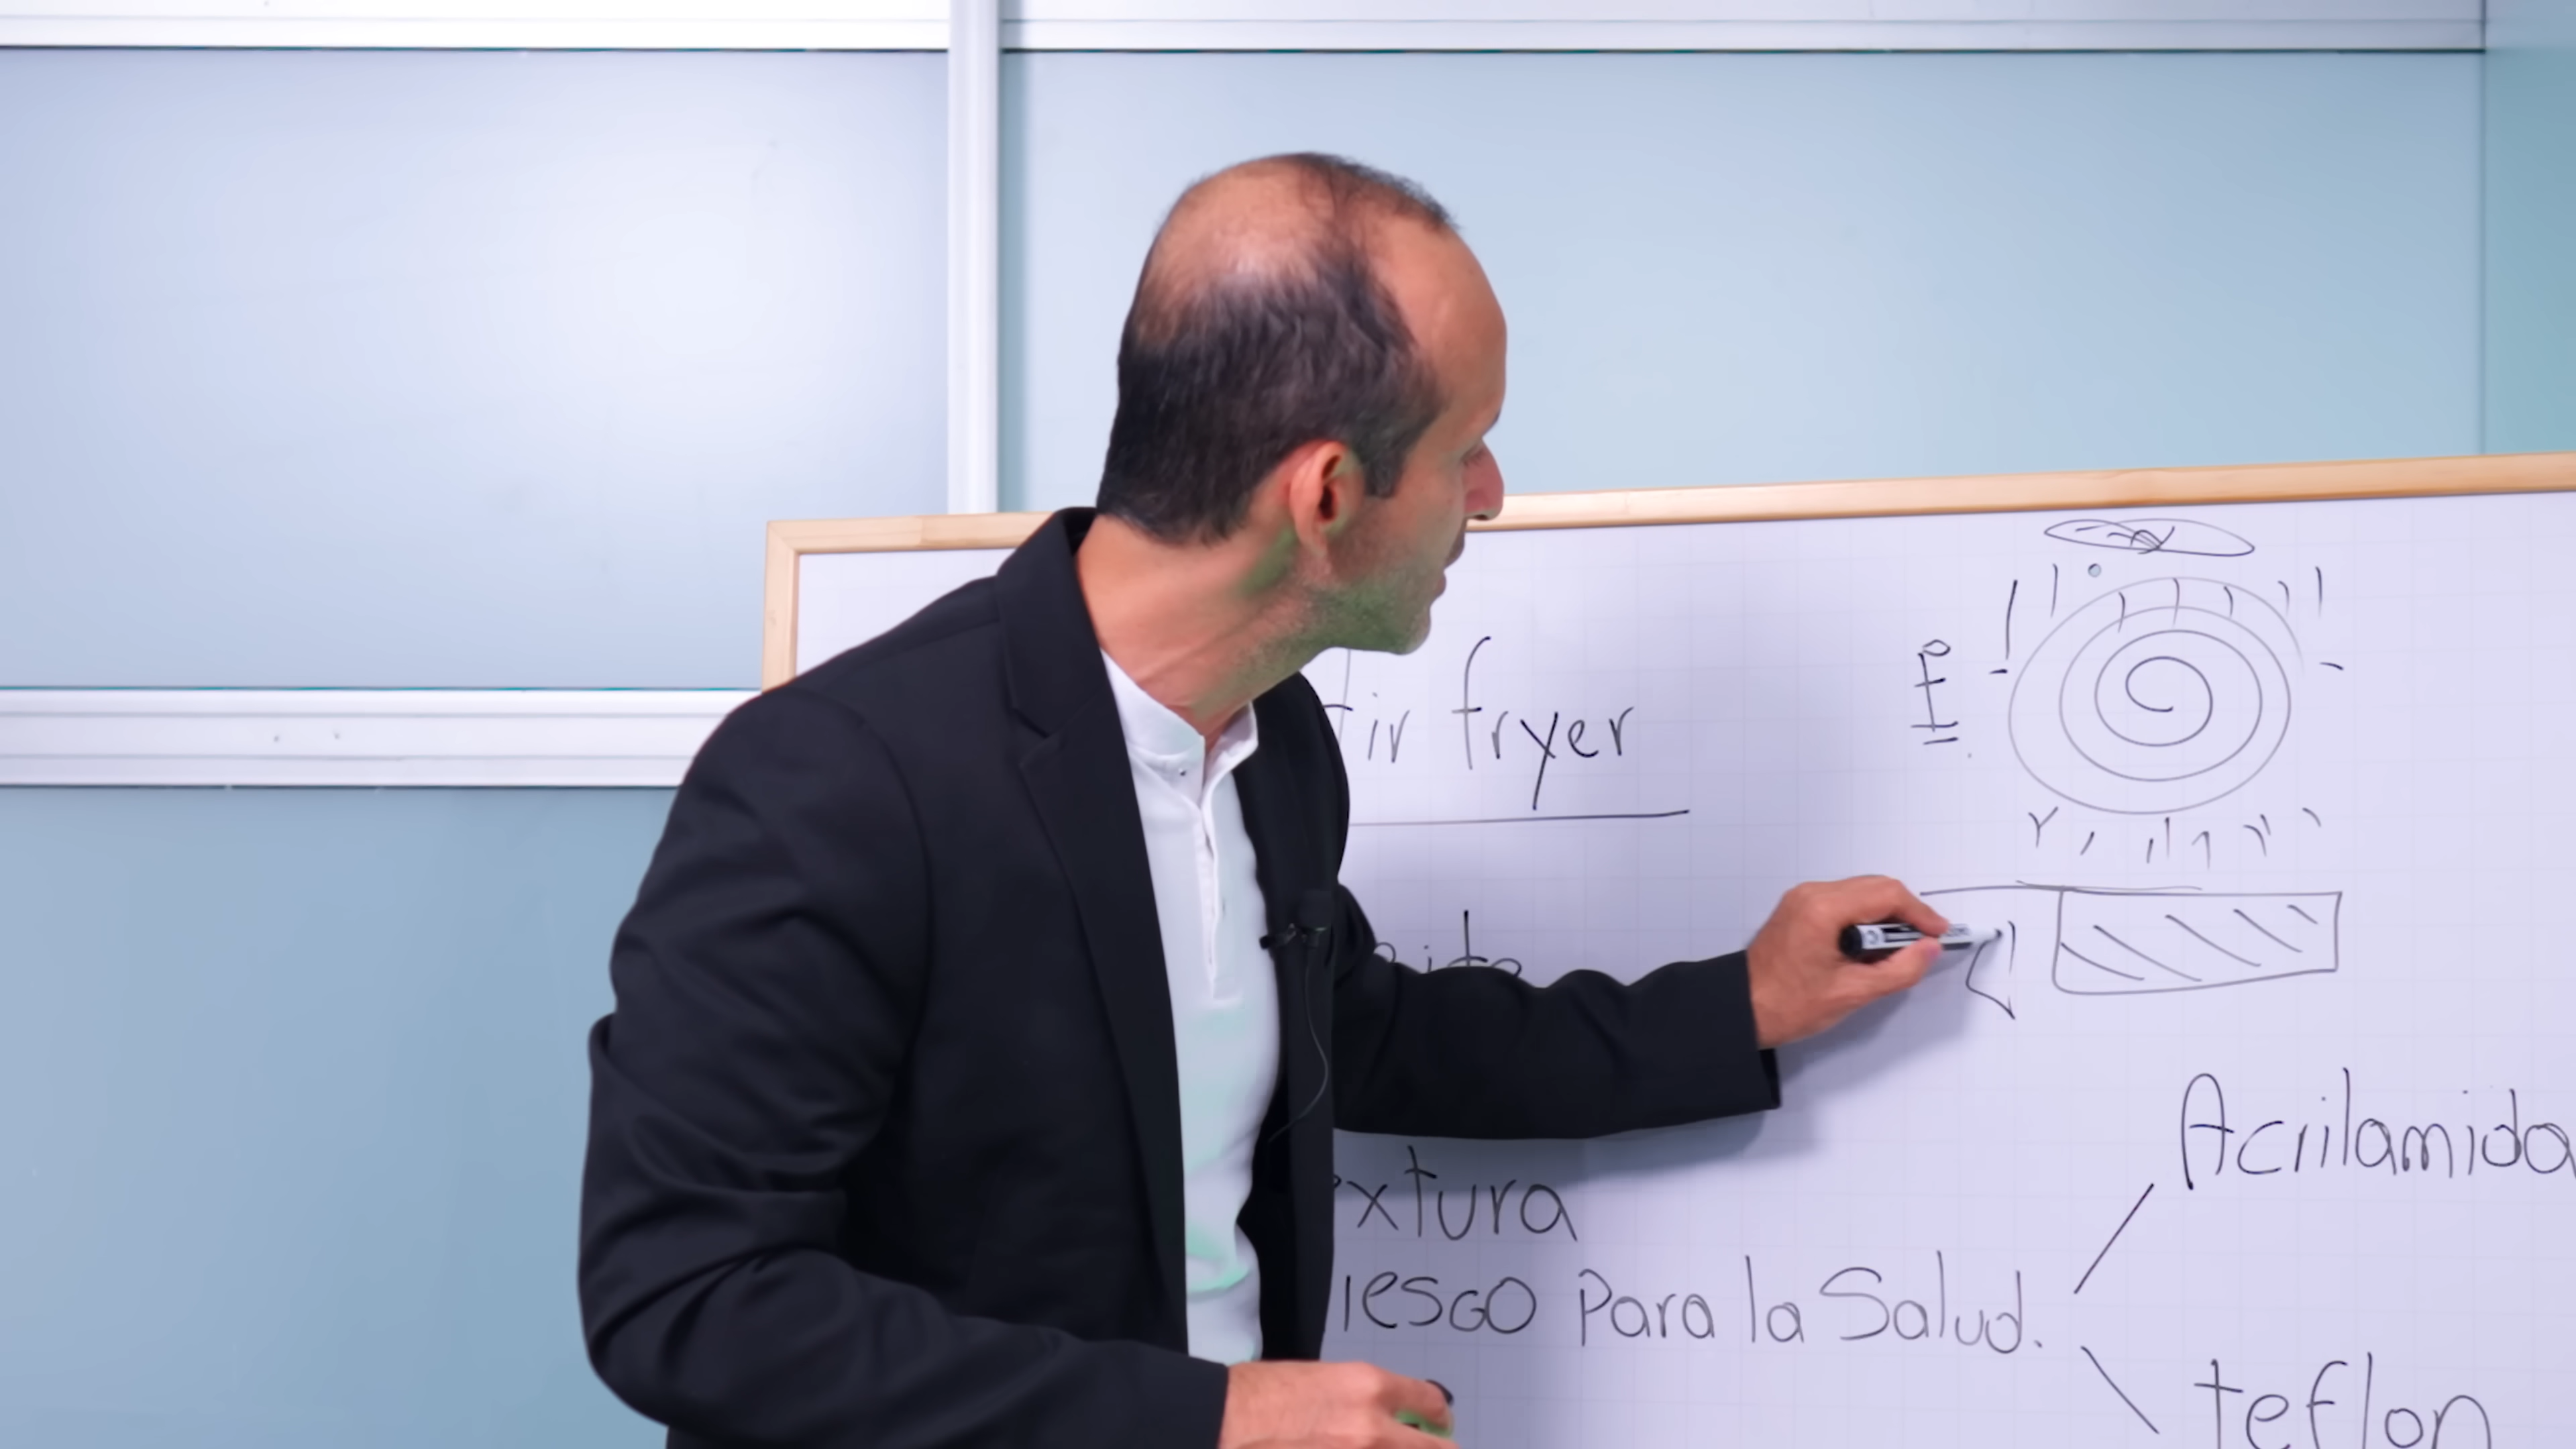 ir fryer
xtura
iesgo para la Salud.
Acrilamida
teflon